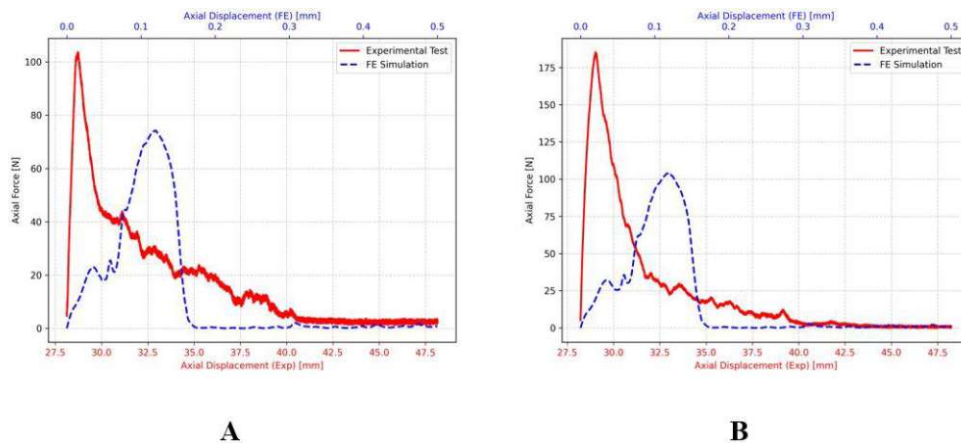 Axial Displacement (FE) [mm]
0.0 0.1 0.2 0.3 0.4 0.5
Experimental Test
FE Simulation
100
80
60
40
20
0
Axial Force [N]
27.5 30.0 32.5 35.0 37.5 40.0 42.5 45.0 47.5
Axial Displacement (Exp) [mm]
A
Axial Displacement (FE) [mm]
0.0 0.1 0.2 0.3 0.4 0.5
Experimental Test
FE Simulation
175
150
125
100
75
50
25
0
Axial Force [N]
27.5 30.0 32.5 35.0 37.5 40.0 42.5 45.0 47.5
Axial Displacement (Exp) [mm]
B